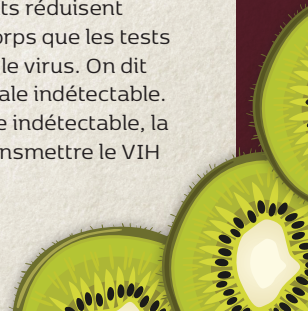 ts réduisent
orps que les tests
le virus. On dit
ale indétectable.
e indétectable, la
nsmettre le VIH